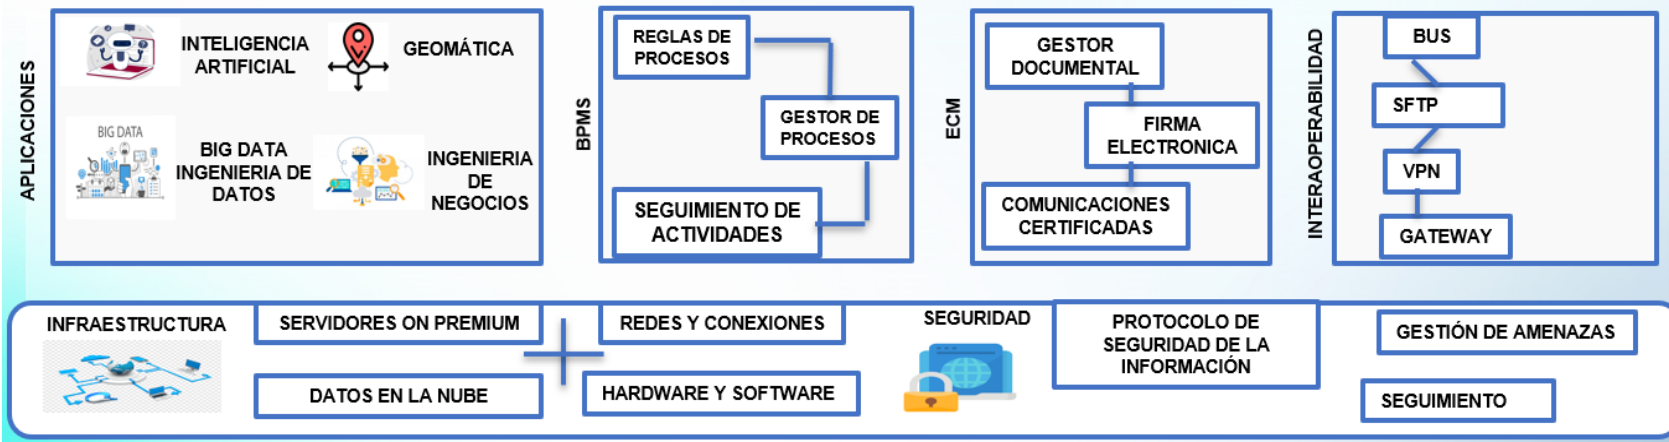 APLICACIONES
INTELIGENCIA
ARTIFICIAL
GEOMÁTICA
BIG DATA
BIG DATA
INGENIERIA DE
DATOS
INGENIERIA
DE
NEGOCIOS
BPMS
REGLAS DE
PROCESOS
GESTOR DE
PROCESOS
SEGUIMIENTO DE
ACTIVIDADES
ECM
GESTOR
DOCUMENTAL
FIRMA
ELECTRONICA
COMUNICACIONES
CERTIFICADAS
INTERAOPERABILIDAD
BUS
SFTP
VPN
GATEWAY
INFRAESTRUCTURA
SERVIDORES ON PREMIUM
REDES Y CONEXIONES
DATOS EN LA NUBE
HARDWARE Y SOFTWARE
SEGURIDAD
PROTOCOLO DE
SEGURIDAD DE LA
INFORMACIÓN
GESTIÓN DE AMENAZAS
SEGUIMIENTO